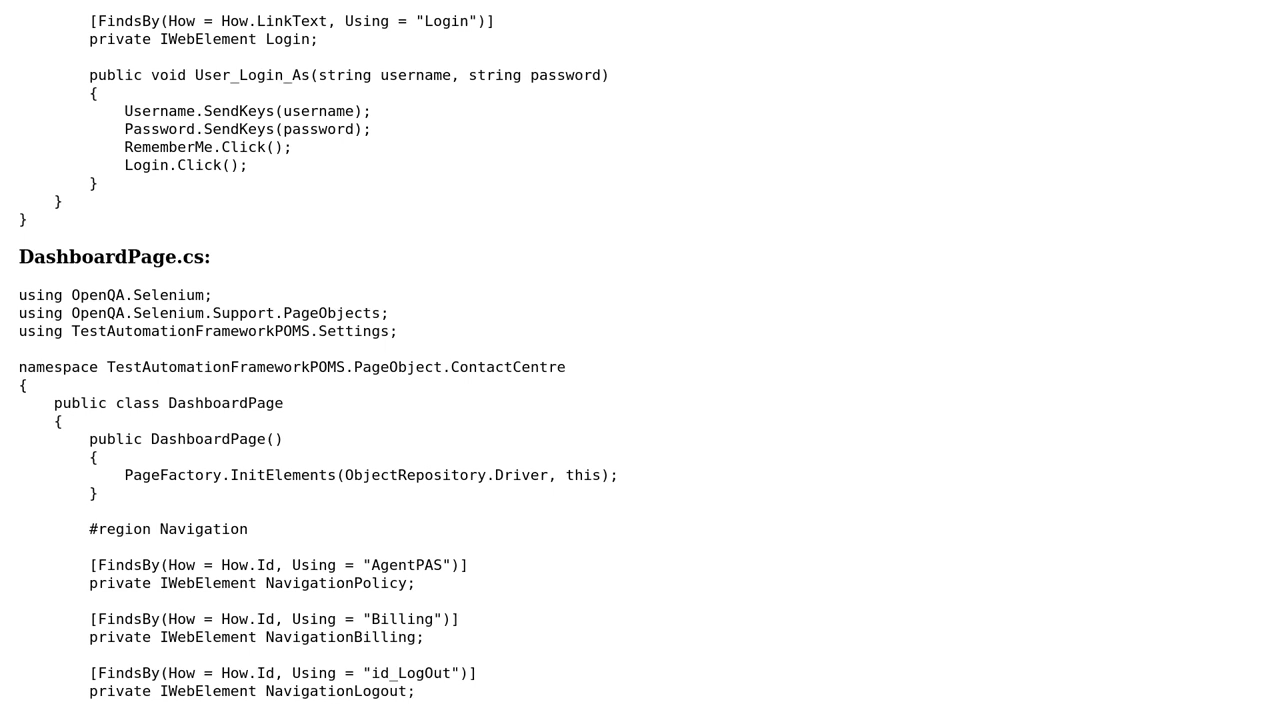 [FindsBy(How = How.LinkText, Using = "Login")]
private IWebElement Login;
public void User_Login_As(string username, string password)
{
Username.SendKeys(username);
Password.SendKeys(password);
RememberMe.Click();
Login.Click();
}
}
}
DashboardPage.cs:
using OpenQA.Selenium;
using OpenQA.Selenium.Support.PageObjects;
using TestAutomationFrameworkPOMS.Settings;
namespace TestAutomationFrameworkPOMS.PageObject.ContactCentre
{
public class DashboardPage
{
public DashboardPage()
{
PageFactory.InitElements(ObjectRepository.Driver, this);
}
#region Navigation
[FindsBy(How = How.Id, Using = "AgentPAS")]
private IWebElement NavigationPolicy;
[FindsBy(How = How.Id, Using = "Billing")]
private IWebElement NavigationBilling;
[FindsBy(How = How.Id, Using = "id_LogOut")]
private IWebElement NavigationLogout;